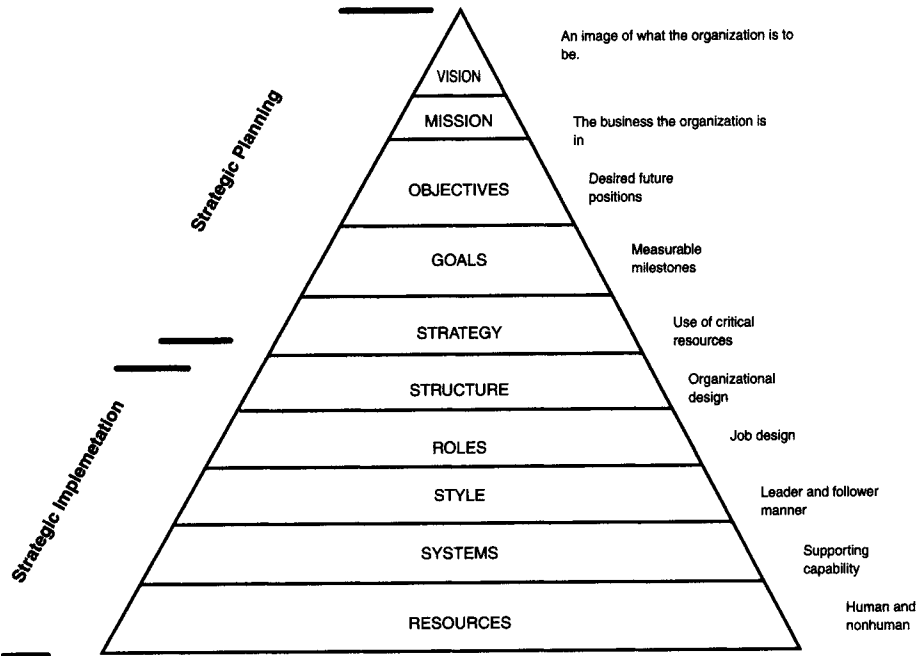 An image of what the organization is to
be.
VISION
MISSION
The business the organization is
in
Strategic Planning
OBJECTIVES
Desired future
positions
GOALS
Measurable
milestones
STRATEGY
Use of critical
resources
STRUCTURE
Organizational
design
ROLES
Job design
Strategic Implemetation
STYLE
Leader and follower
manner
SYSTEMS
Supporting
capability
RESOURCES
Human and
nonhuman